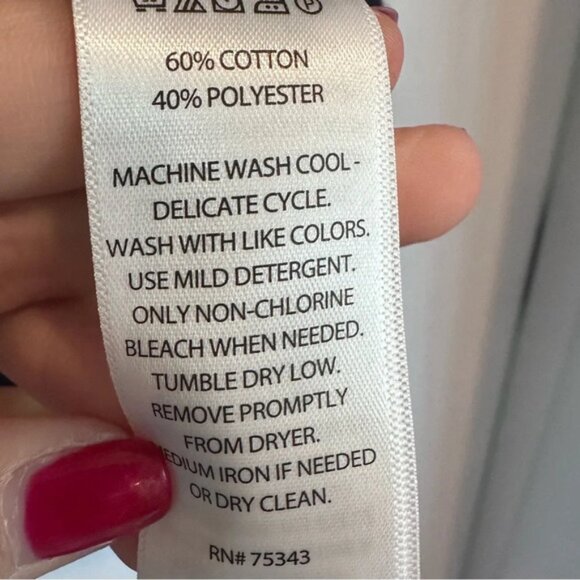 60% COTTON
40% POLYESTER
MACHINE WASH COOL-
DELICATE CYCLE.
WASH WITH LIKE COLORS.
USE MILD DETERGENT.
ONLY NON-CHLORINE
BLEACH WHEN NEEDED.
TUMBLE DRY LOW.
REMOVE PROMPTLY
FROM DRYER.
MEDIUM IRON IF NEEDED
OR DRY CLEAN.
RN# 75343